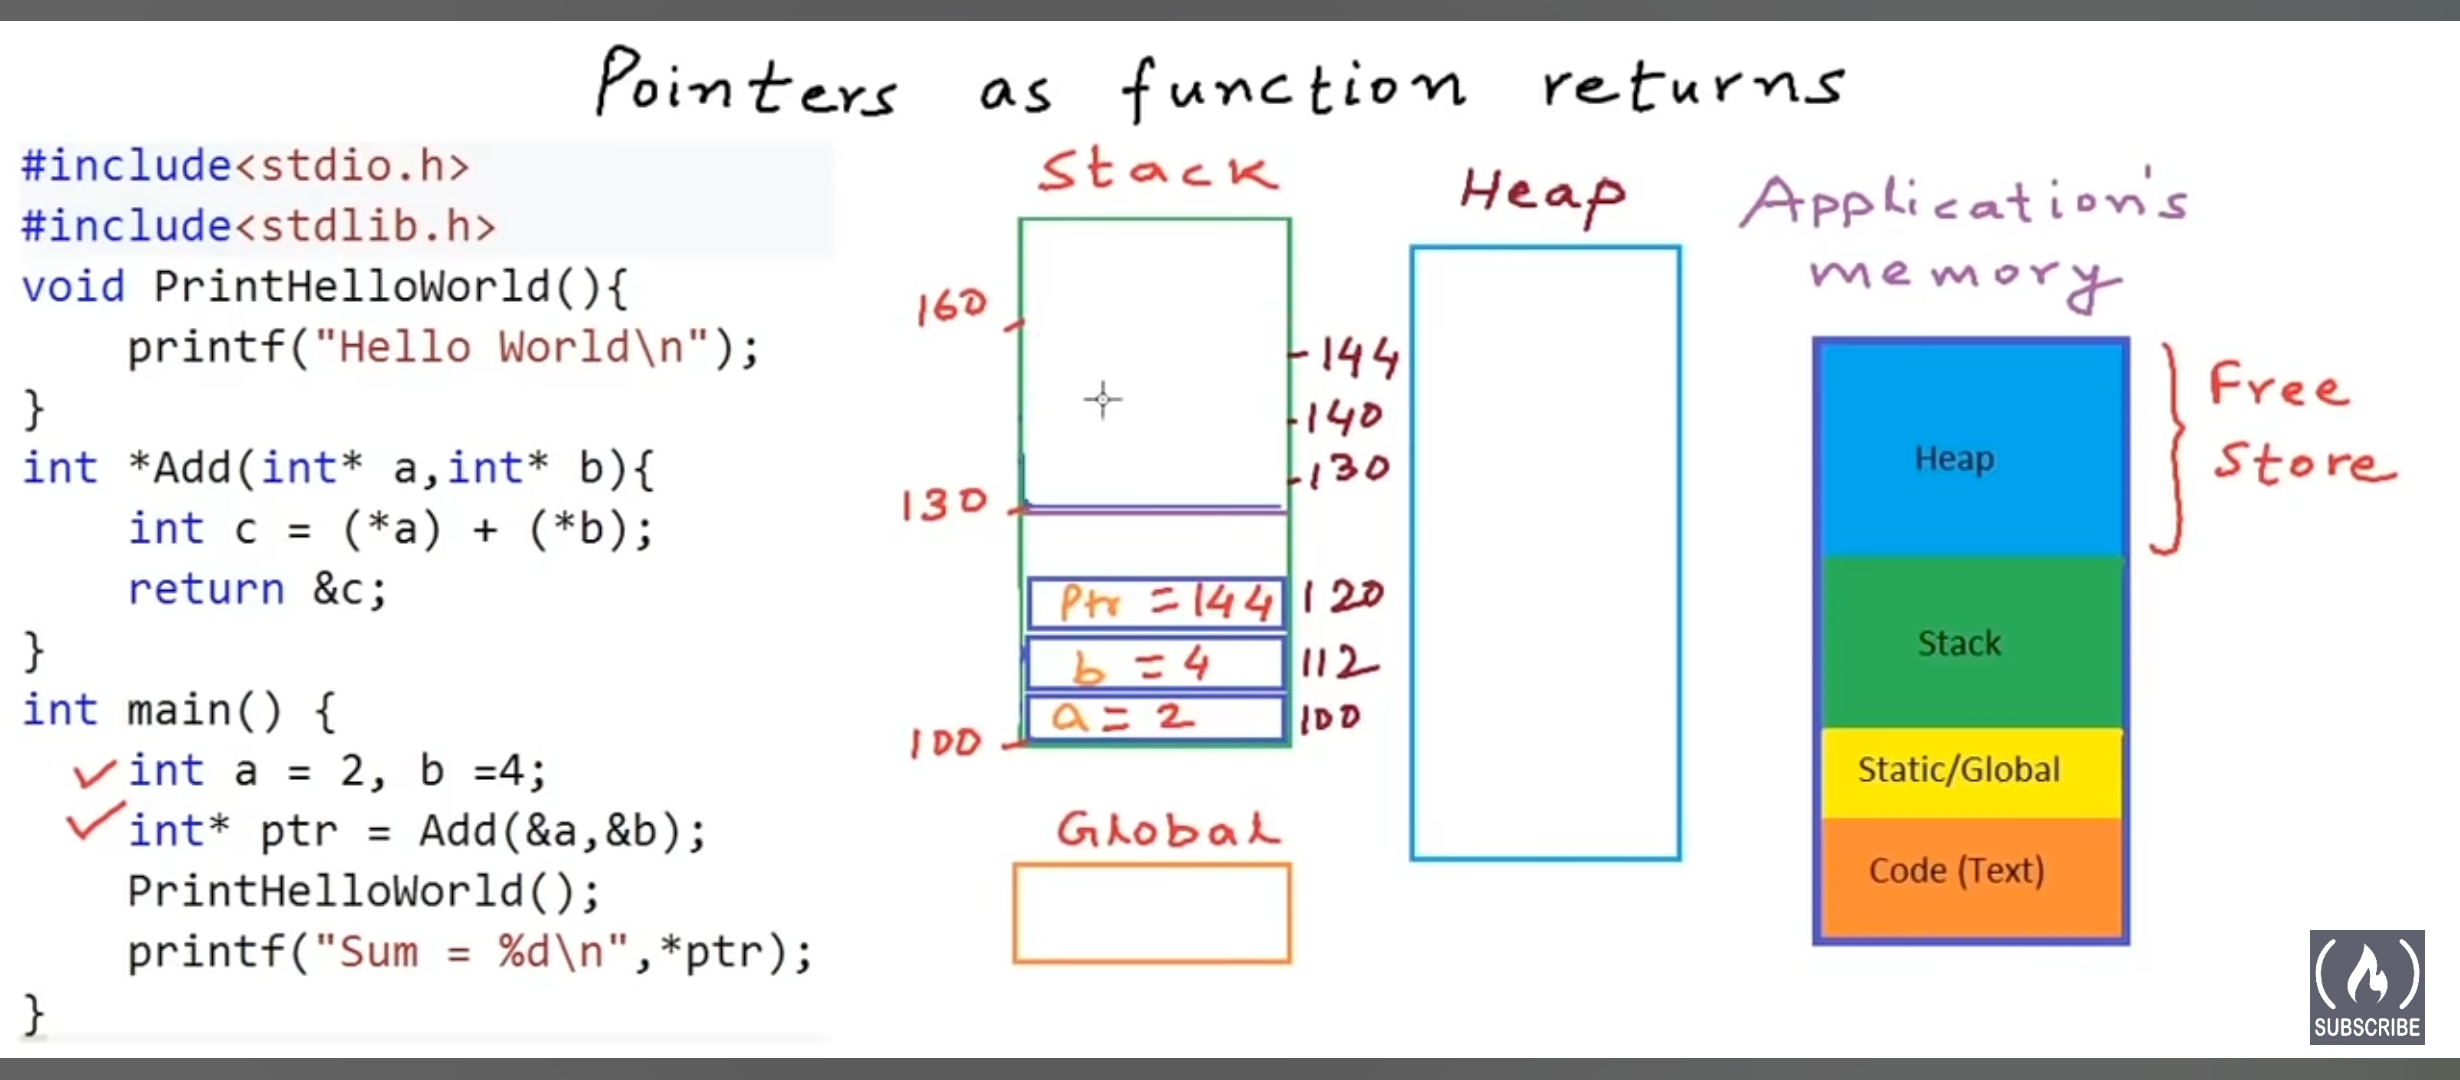 Pointers as function returns
#include<stdio.h>
#include<stdlib.h>
void PrintHelloWorld(){
    printf("Hello World\n");
}
int *Add(int* a,int* b){
    int c = (*a) + (*b);
    return &c;
}
int main() {
    int a = 2, b =4;
    int* ptr = Add(&a,&b);
    PrintHelloWorld();
    printf("Sum = %d\n",*ptr);
}
Stack
160
144
140
130
130
Ptr = 144 120
b = 4 112
a = 2 100
100
Global
Heap
Application's
memory
Heap
Stack
Static/Global
Code (Text)
Free
Store
SUBSCRIBE